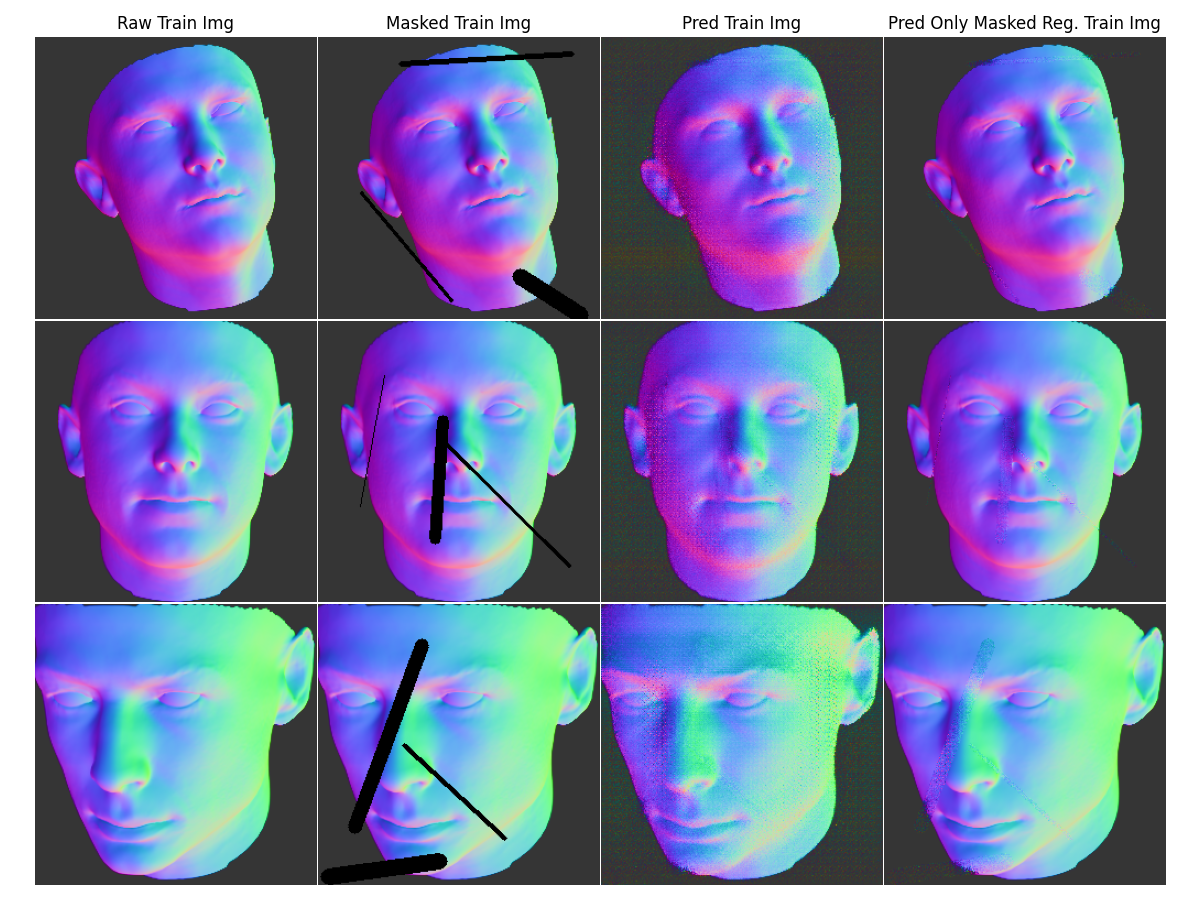 Raw Train Img
Masked Train Img
Pred Train Img
Pred Only Masked Reg. Train Img